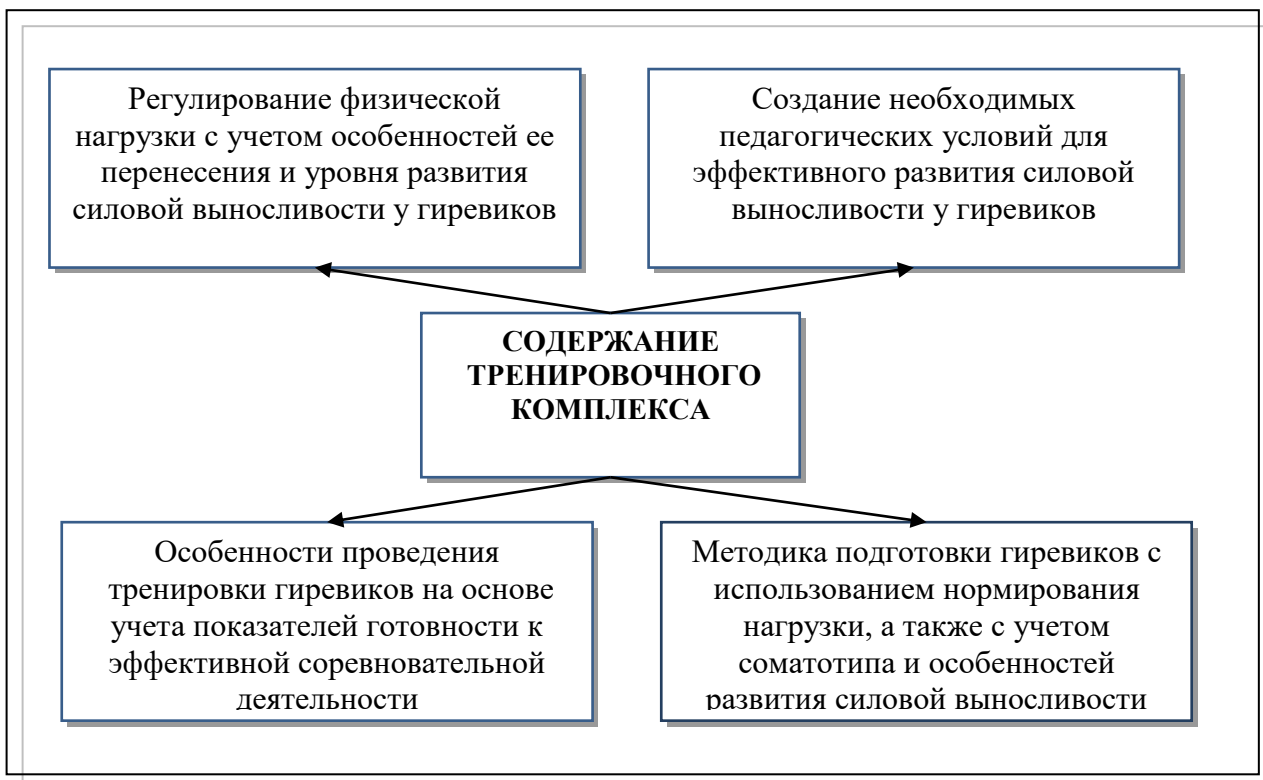 Регулирование физической
нагрузки с учетом особенностей ее
перенесения и уровня развития
силовой выносливости у гиревиков
Создание необходимых
педагогических условий для
эффективного развития силовой
выносливости у гиревиков
СОДЕРЖАНИЕ
ТРЕНИРОВОЧНОГО
КОМПЛЕКСА
Особенности проведения
тренировки гиревиков на основе
учета показателей готовности к
эффективной соревновательной
деятельности
Методика подготовки гиревиков с
использованием нормирования
нагрузки, а также с учетом
соматотипа и особенностей
развития силовой выносливости